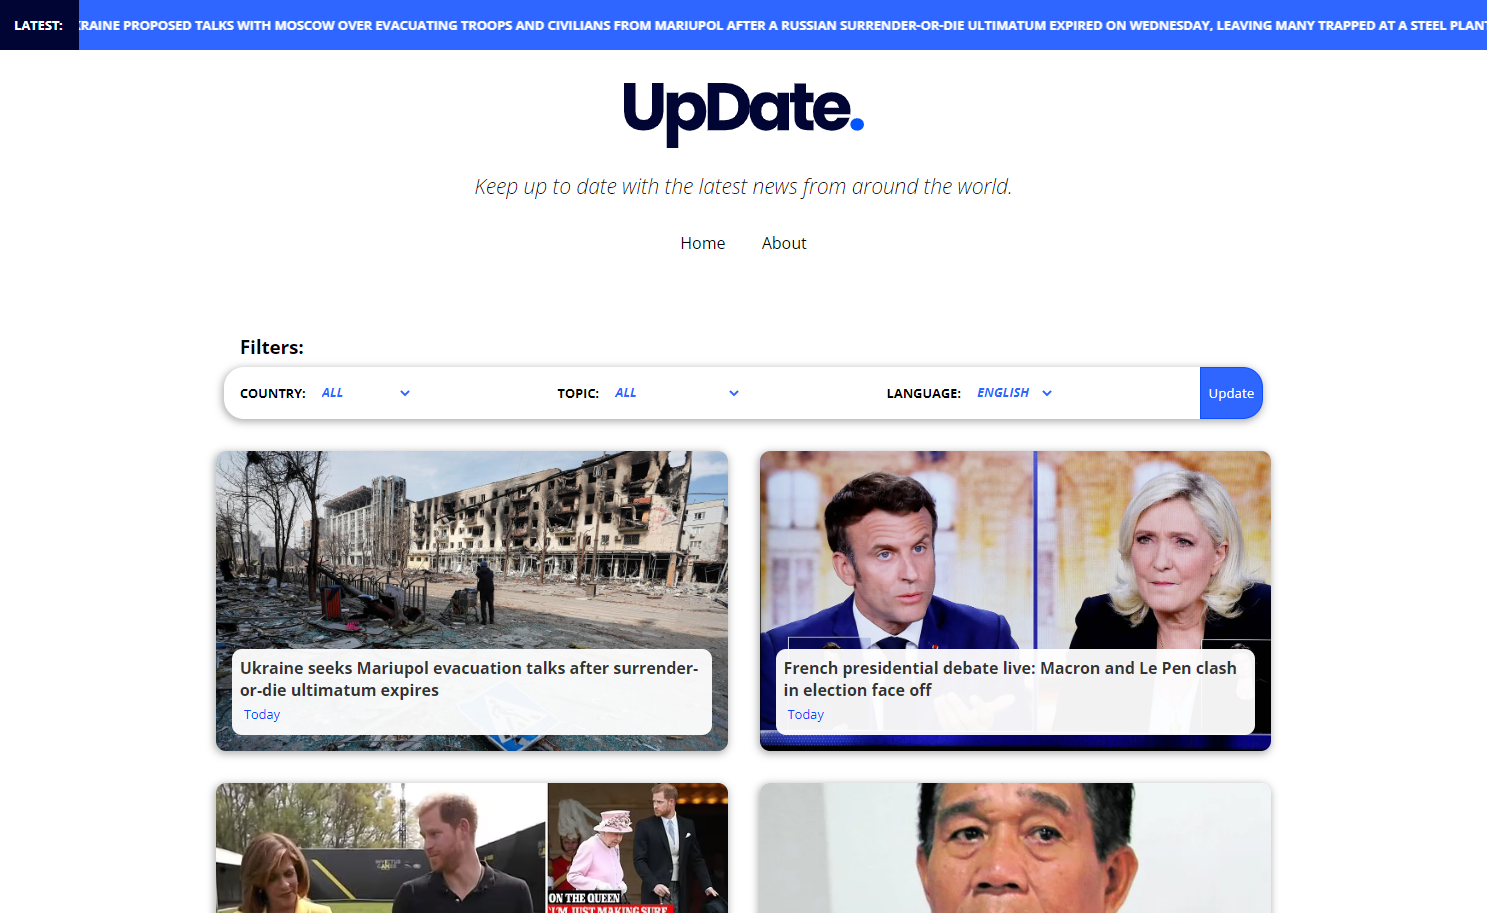 LATEST:
KRAINE PROPOSED TALKS WITH MOSCOW OVER EVACUATING TROOPS AND CIVILIANS FROM MARIUPOL AFTER A RUSSIAN SURRENDER-OR-DIE ULTIMATUM EXPIRED ON WEDNESDAY, LEAVING MANY TRAPPED AT A STEEL PLANT
UpDate.
Keep up to date with the latest news from around the world.
Home About
Filters:
COUNTRY: ALL TOPIC: ALL LANGUAGE: ENGLISH Update
Ukraine seeks Mariupol evacuation talks after surrender-
or-die ultimatum expires
Today
French presidential debate live: Macron and Le Pen clash
in election face off
Today
ON THE QUEEN
'I'M JUST MAKING SURE